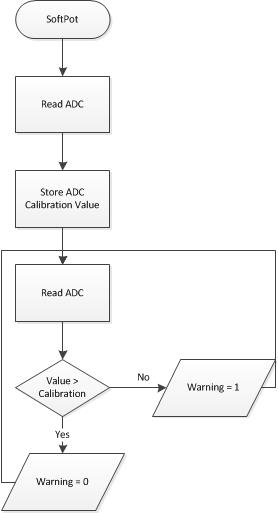 SoftPot
Read ADC
Store ADC
Calibration Value
Read ADC
Value >
Calibration
No
Warning = 1
Yes
Warning = 0